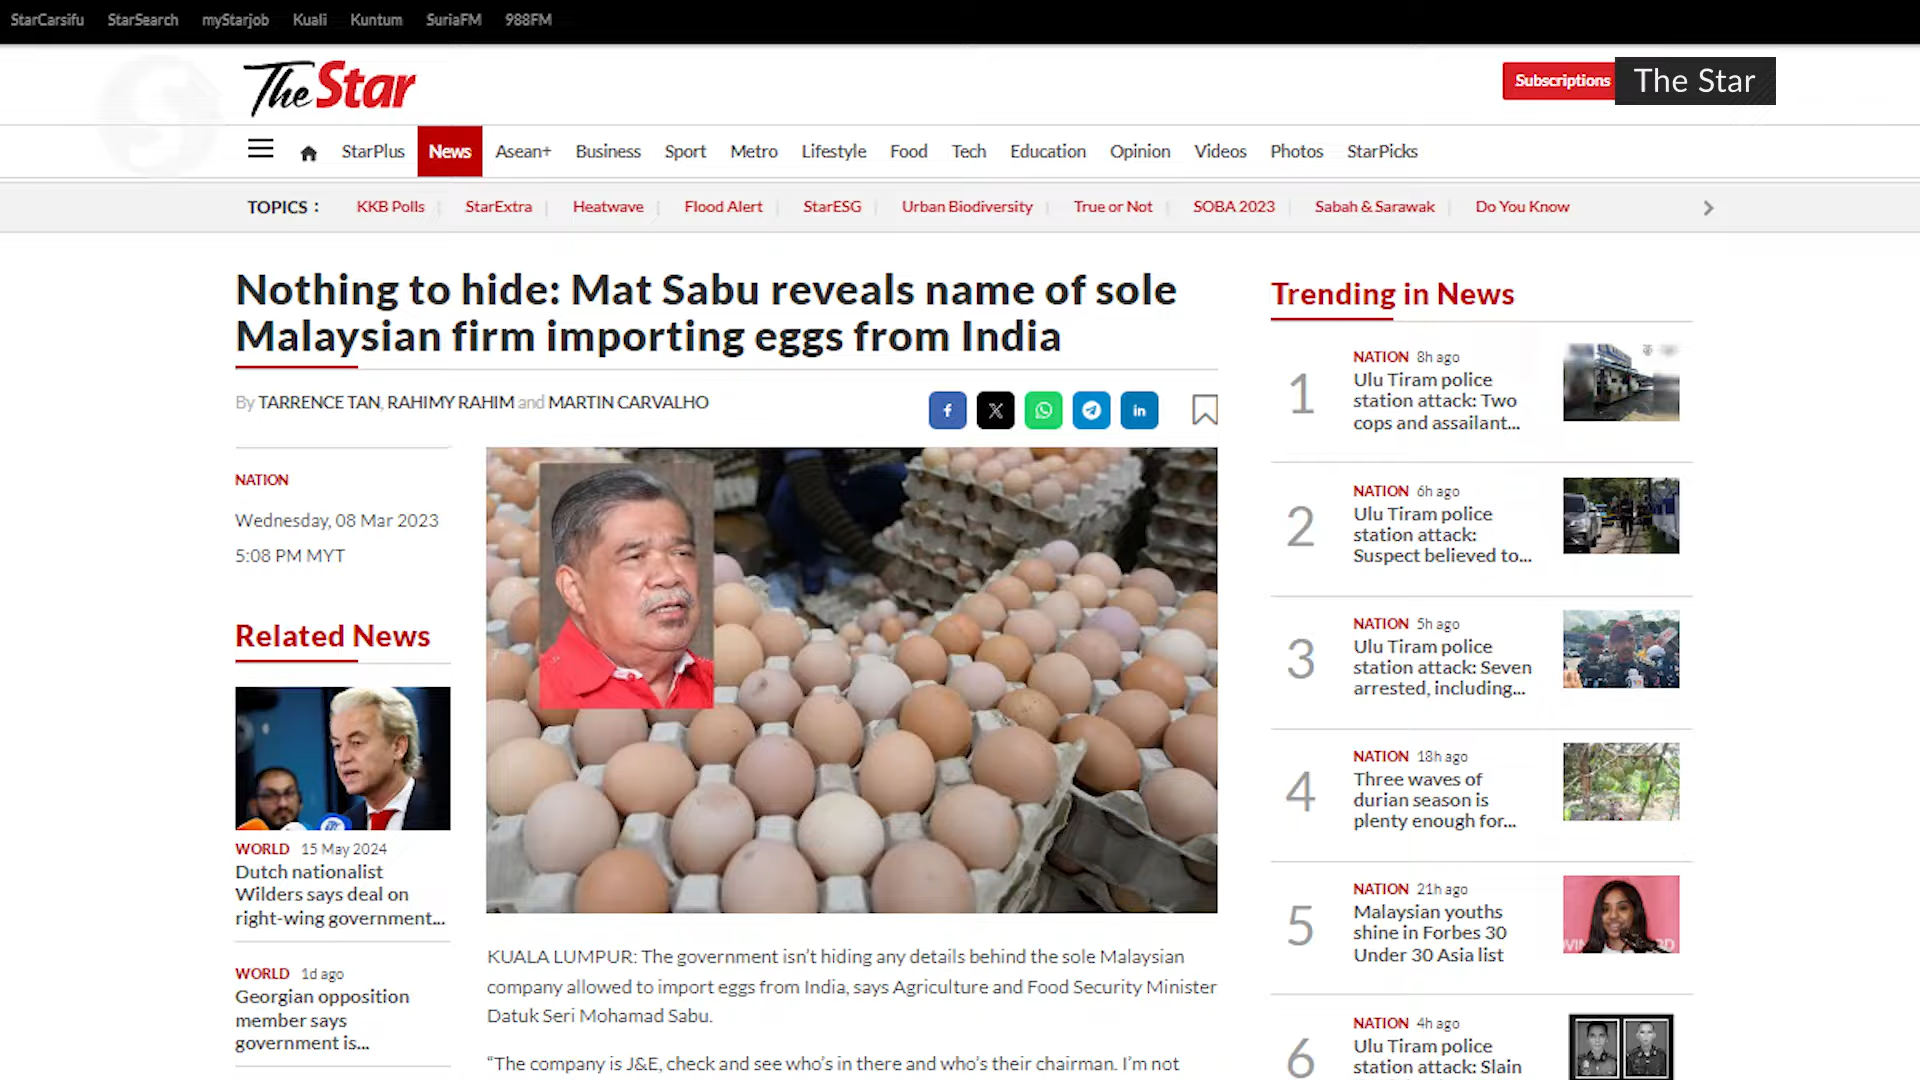 StarCarsifu StarSearch myStarjob Kuali Kuntum SuriaFM 988FM
The Star
Subscriptions
The Star
StarPlus News Asean+ Business Sport Metro Lifestyle Food Tech Education Opinion Videos Photos StarPicks
TOPICS : KKB Polls StarExtra Heatwave Flood Alert StarESG Urban Biodiversity True or Not SOBA 2023 Sabah & Sarawak Do You Know
Nothing to hide: Mat Sabu reveals name of sole
Malaysian firm importing eggs from India
By TARRENCE TAN, RAHIMY RAHIM and MARTIN CARVALHO
NATION
Wednesday, 08 Mar 2023
5:08 PM MYT
Related News
WORLD 15 May 2024
Dutch nationalist
Wilders says deal on
right-wing government...
WORLD 1d ago
Georgian opposition
member says
government is...
KUALA LUMPUR: The government isn't hiding any details behind the sole Malaysian
company allowed to import eggs from India, says Agriculture and Food Security Minister
Datuk Seri Mohamad Sabu.
“The company is J&E, check and see who's in there and who's their chairman. I'm not
Trending in News
1
NATION 8h ago
Ulu Tiram police
station attack: Two
cops and assailant...
2
NATION 6h ago
Ulu Tiram police
station attack:
Suspect believed to...
3
NATION 5h ago
Ulu Tiram police
station attack: Seven
arrested, including...
4
NATION 18h ago
Three waves of
durian season is
plenty enough for...
5
NATION 21h ago
Malaysian youths
shine in Forbes 30
Under 30 Asia list
6
NATION 4h ago
Ulu Tiram police
station attack: Slain